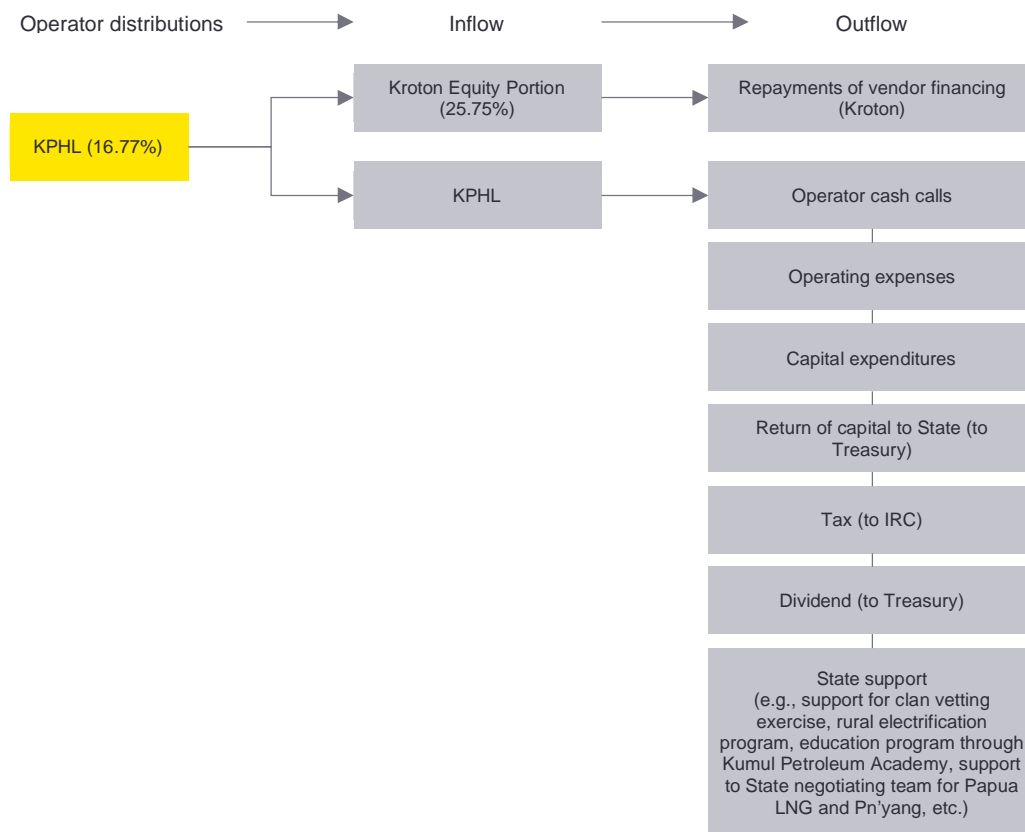 Operator distributions
Inflow
Outflow
Kroton Equity Portion
(25.75%)
Repayments of vendor financing
(Kroton)
KPHL (16.77%)
KPHL
Operator cash calls
Operating expenses
Capital expenditures
Return of capital to State (to
Treasury)
Tax (to IRC)
Dividend (to Treasury)
State support
(e.g., support for clan vetting
exercise, rural electrification
program, education program through
Kumul Petroleum Academy, support
to State negotiating team for Papua
LNG and Pn’yang, etc.)